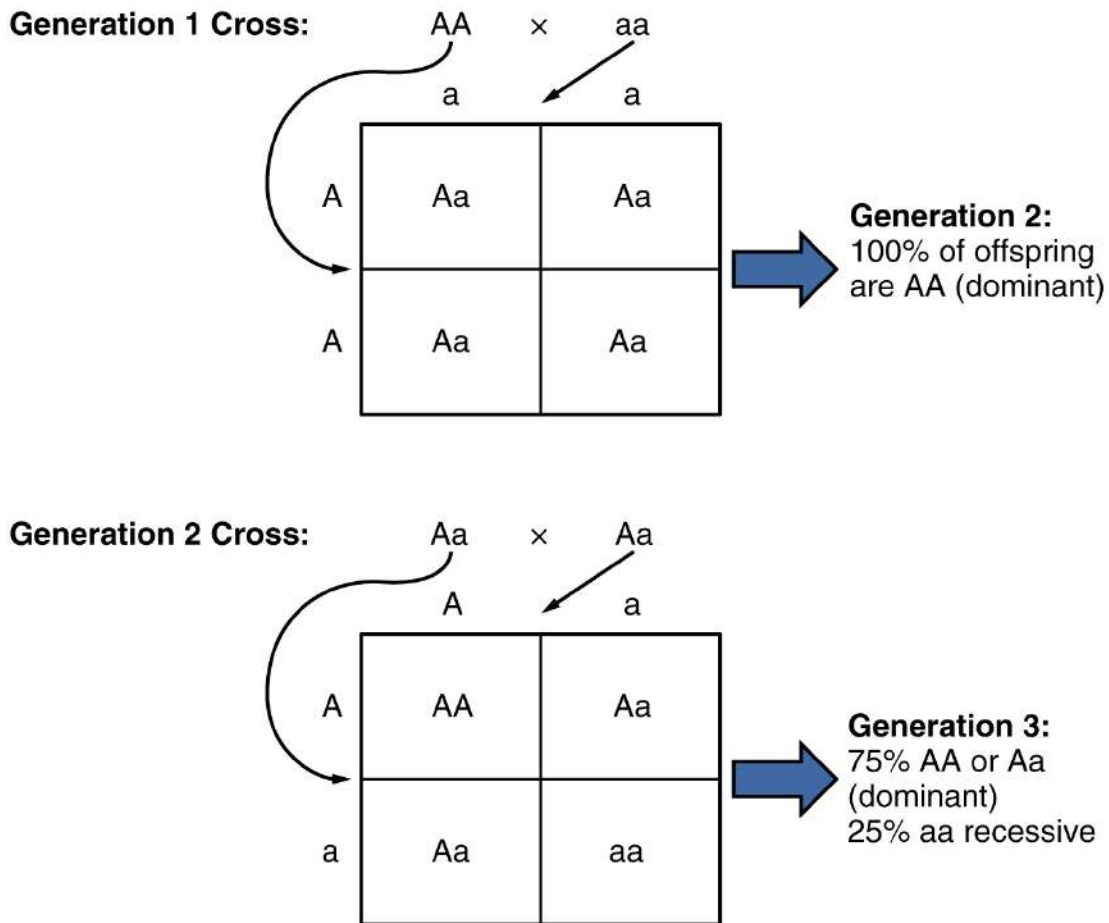 Generation 1 Cross: AA × aa
a a
A Aa Aa
Generation 2:
100% of offspring
are AA (dominant)
A Aa Aa
Generation 2 Cross: Aa × Aa
A a
A AA Aa
Generation 3:
75% AA or Aa
(dominant)
25% aa recessive
a Aa aa